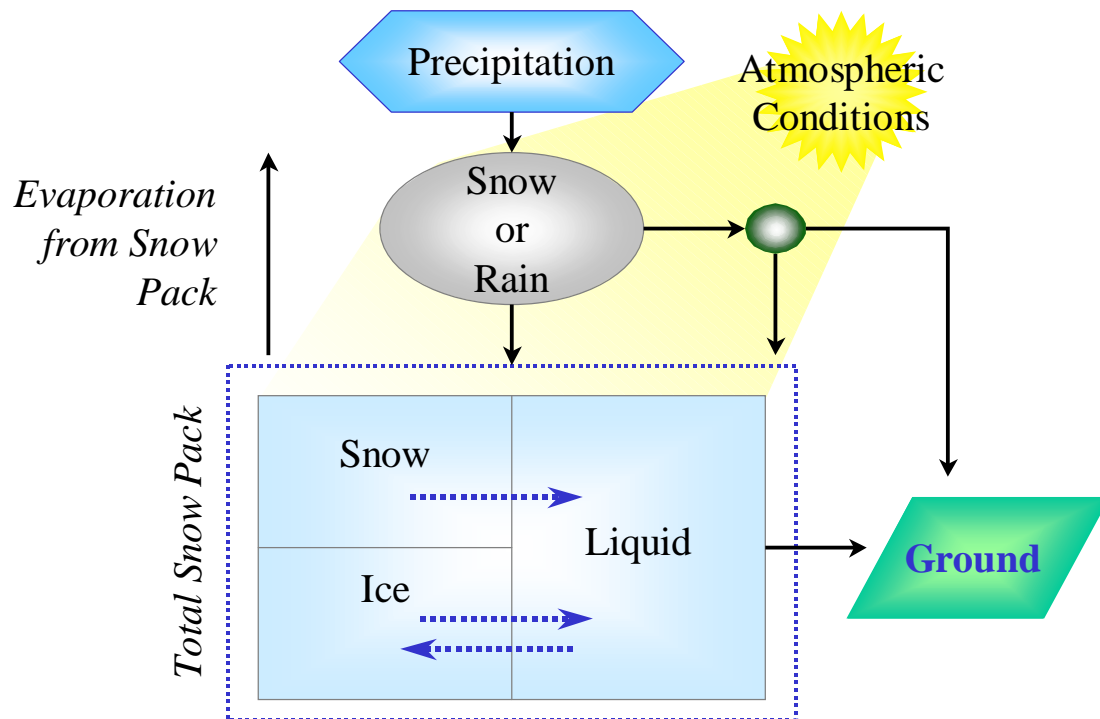 Precipitation
Atmospheric
Conditions
Snow
or
Rain
Evaporation
from Snow
Pack
Total Snow Pack
Snow
Liquid
Ice
Ground